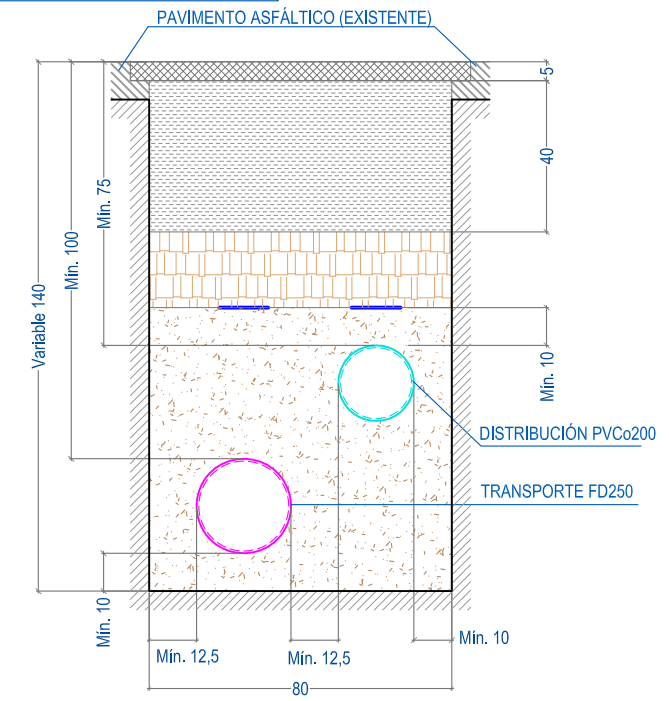 PAVIMENTO ASFÁLTICO (EXISTENTE)
5
40
Mín. 75
Mín. 100
Variable 140
Mín. 10
DISTRIBUCIÓN PVCo200
TRANSPORTE FD250
Mín. 10
Mín. 12,5
Mín. 12,5
Mín. 10
80